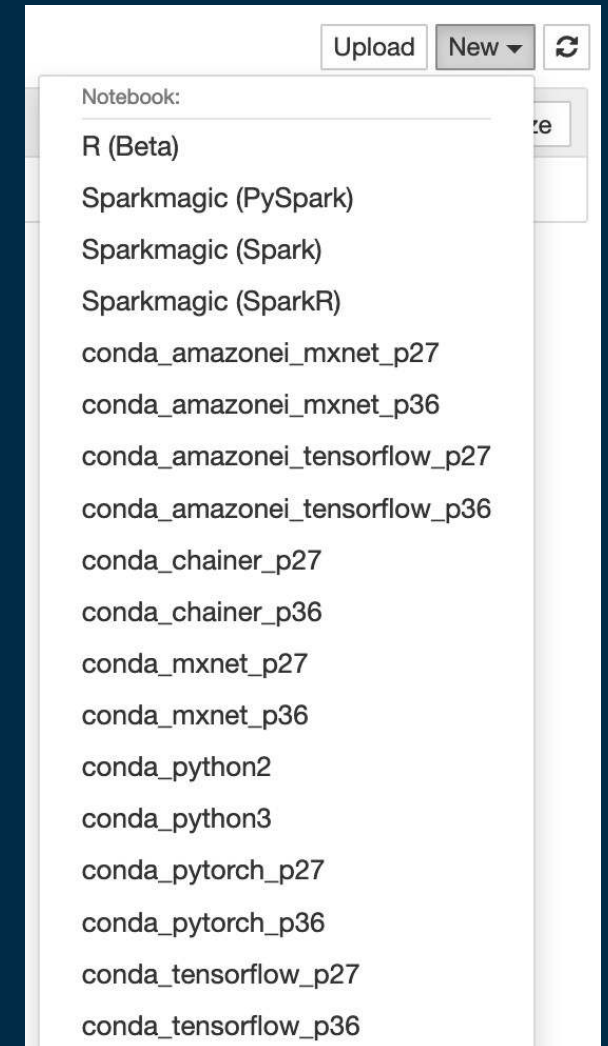 Upload New
Notebook:
ze
R (Beta)
Sparkmagic (PySpark)
Sparkmagic (Spark)
Sparkmagic (SparkR)
conda_amazonei_mxnet_p27
conda_amazonei_mxnet_p36
conda_amazonei_tensorflow_p27
conda_amazonei_tensorflow_p36
conda_chainer_p27
conda_chainer_p36
conda_mxnet_p27
conda_mxnet_p36
conda_python2
conda_python3
conda_pytorch_p27
conda_pytorch_p36
conda_tensorflow_p27
conda_tensorflow_p36